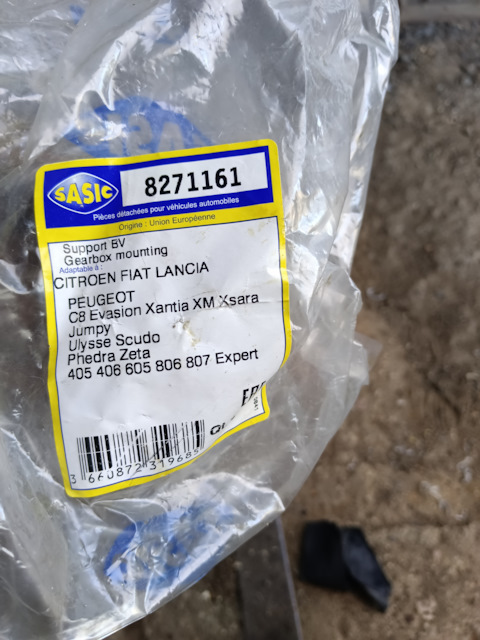 SASIC
8271161
Pièces détachées pour véhicules automobiles
Origine : Union Européenne
Support BV
Gearbox mounting
Adaptable à :
CITROEN FIAT LANCIA
PEUGEOT
C8 Evasion Xantia XM Xsara
Jumpy
Ulysse Scudo
Phedra Zeta
405 406 605 806 807 Expert